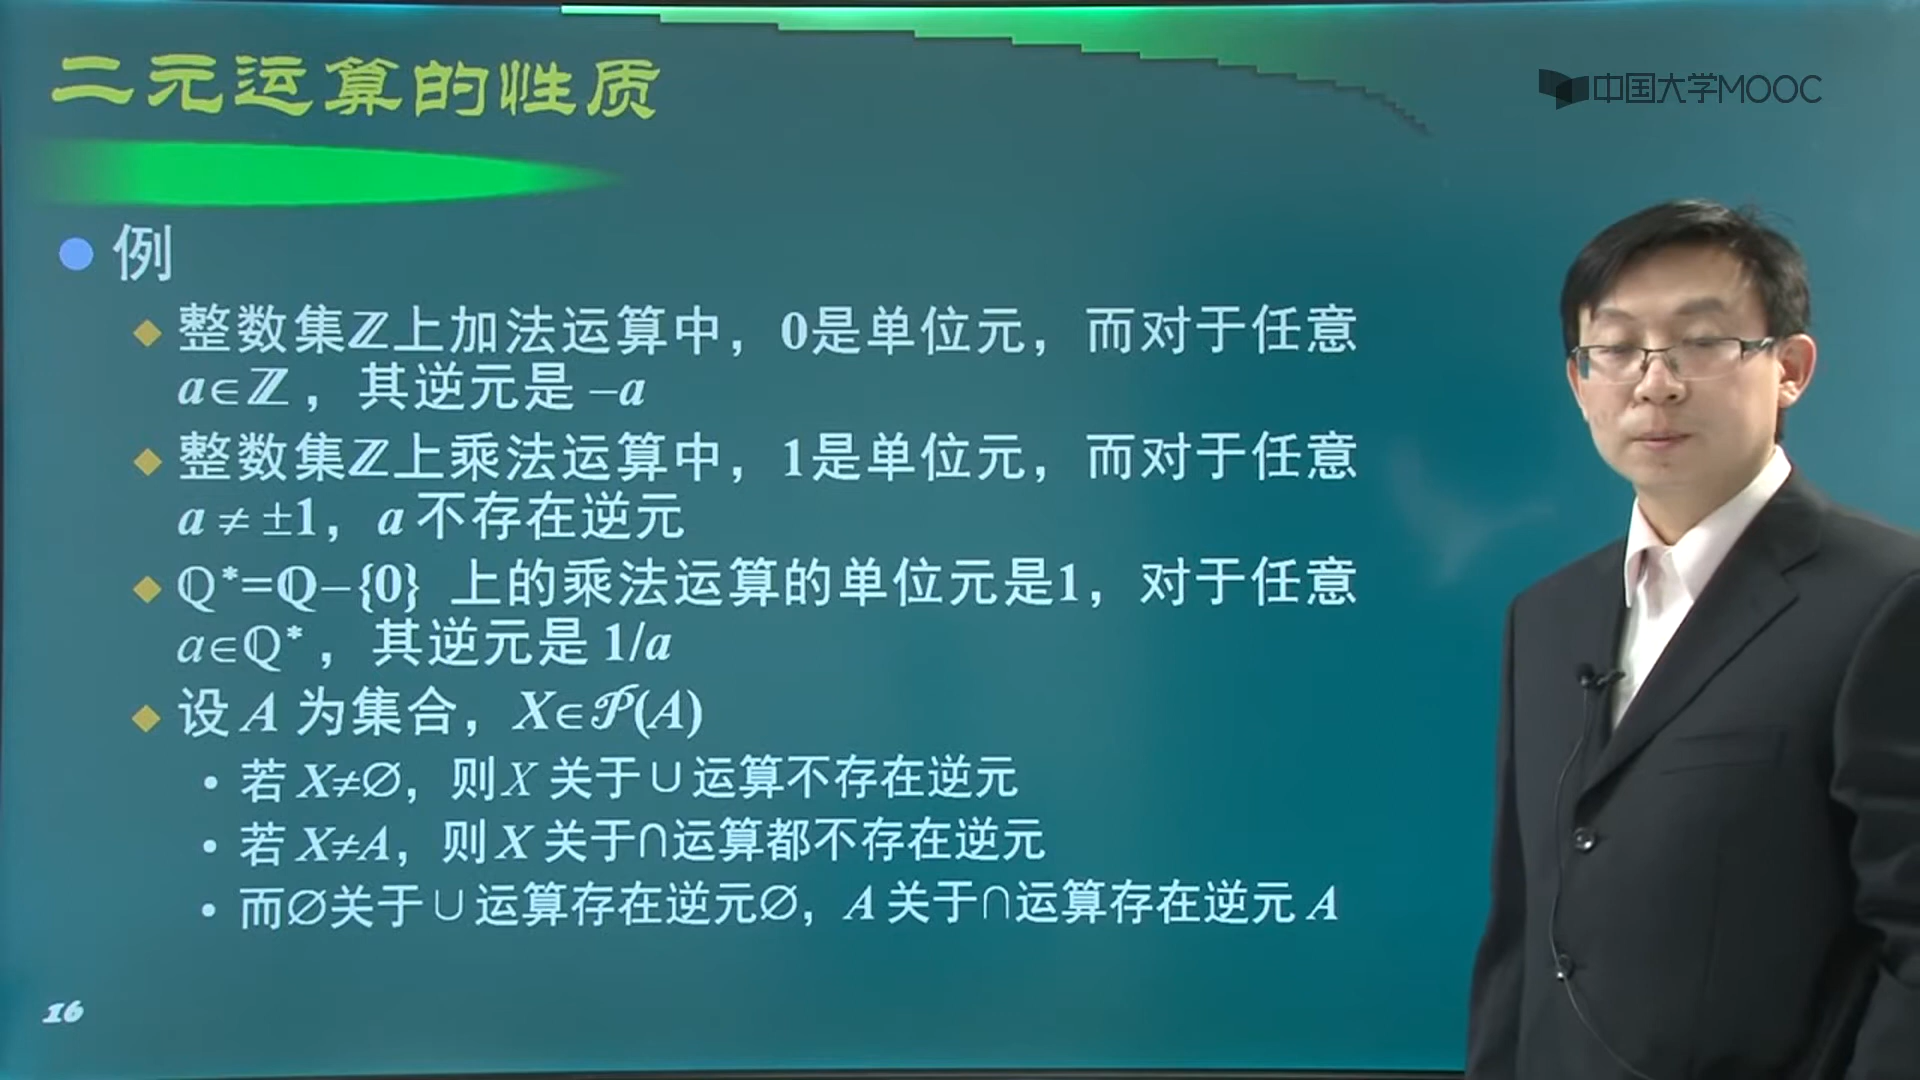 二元运算的性质
中国大学MOOC
例
整数集ℤ上加法运算中，0是单位元，而对于任意
a∈ℤ，其逆元是 –a
整数集ℤ上乘法运算中，1是单位元，而对于任意
a ≠ ±1，a 不存在逆元
ℚ*=ℚ–{0} 上的乘法运算的单位元是1，对于任意
a∈ℚ*，其逆元是 1/a
设 A 为集合，X∈𝒫(A)
• 若 X≠∅，则 X 关于∪运算不存在逆元
• 若 X≠A，则 X 关于∩运算都不存在逆元
• 而∅关于∪运算存在逆元∅，A 关于∩运算存在逆元 A
16